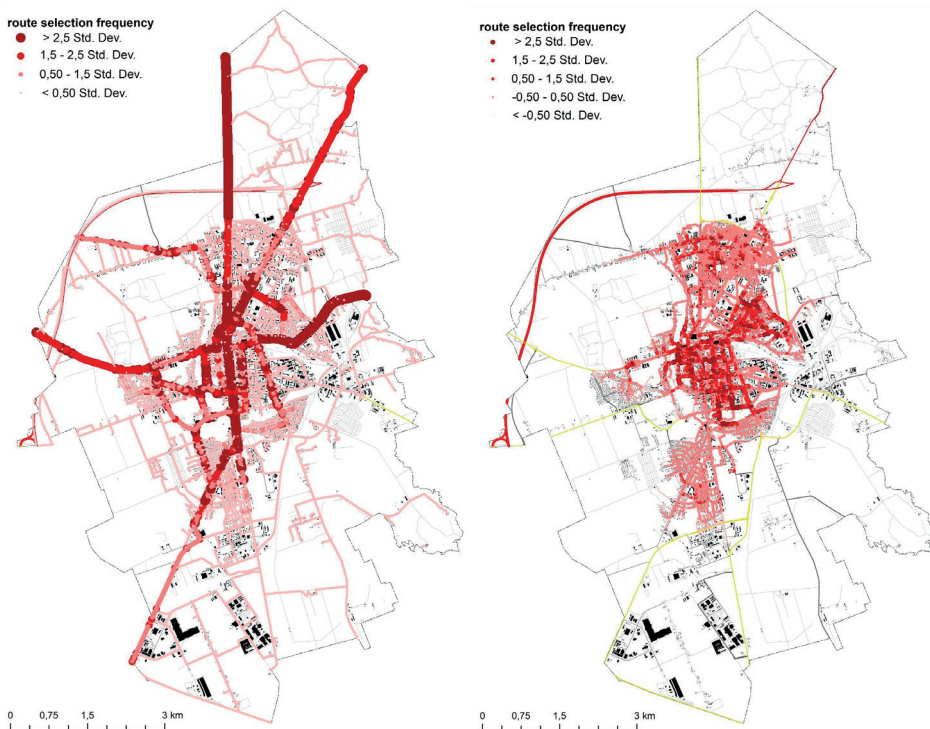 route selection frequency
> 2,5 Std. Dev.
1,5 - 2,5 Std. Dev.
0,50 - 1,5 Std. Dev.
< 0,50 Std. Dev.
0 0,75 1,5 3 km
route selection frequency
> 2,5 Std. Dev.
1,5 - 2,5 Std. Dev.
0,50 - 1,5 Std. Dev.
-0,50 - 0,50 Std. Dev.
< -0,50 Std. Dev.
0 0,75 1,5 3 km